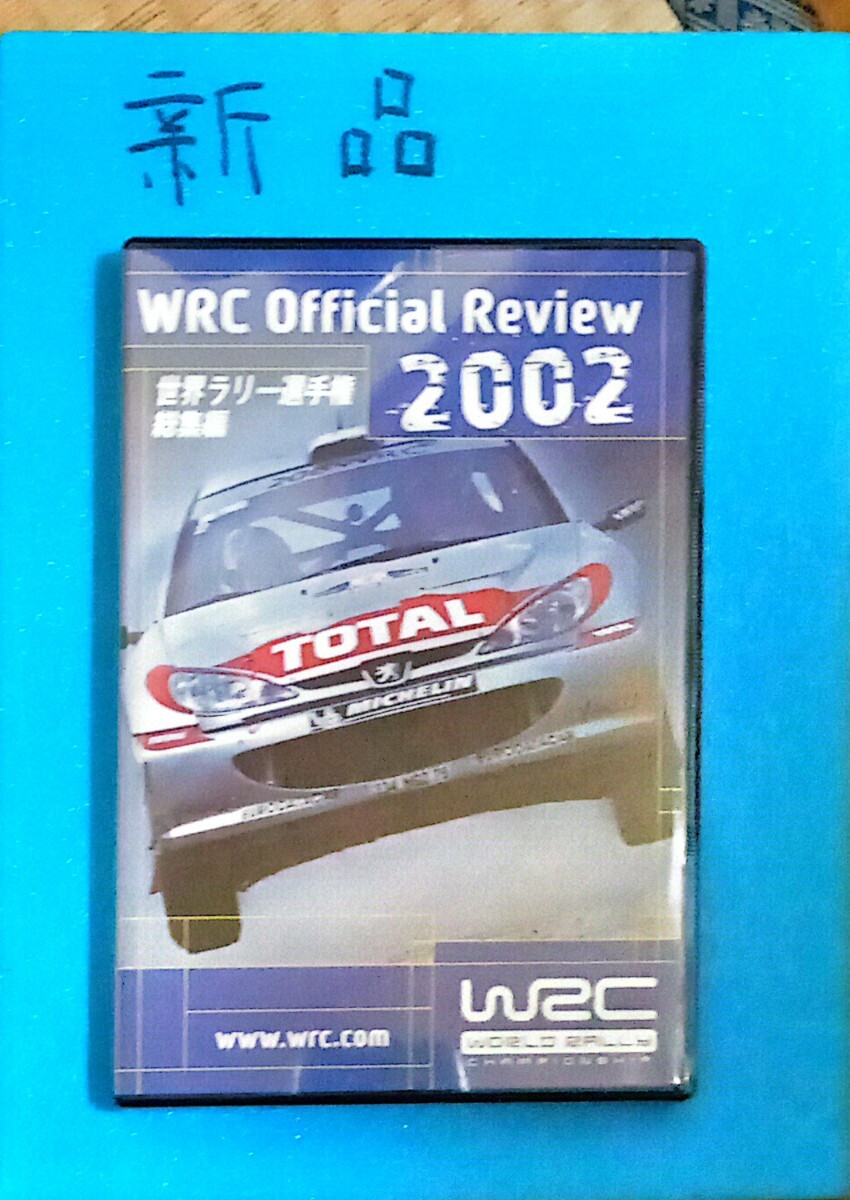 新品
WRC Official Review
2002
世界ラリー選手権
総集編
TOTAL
MICHELIN
www.wrc.com
WRC
WORLD RALLY
CHAMPIONSHIP